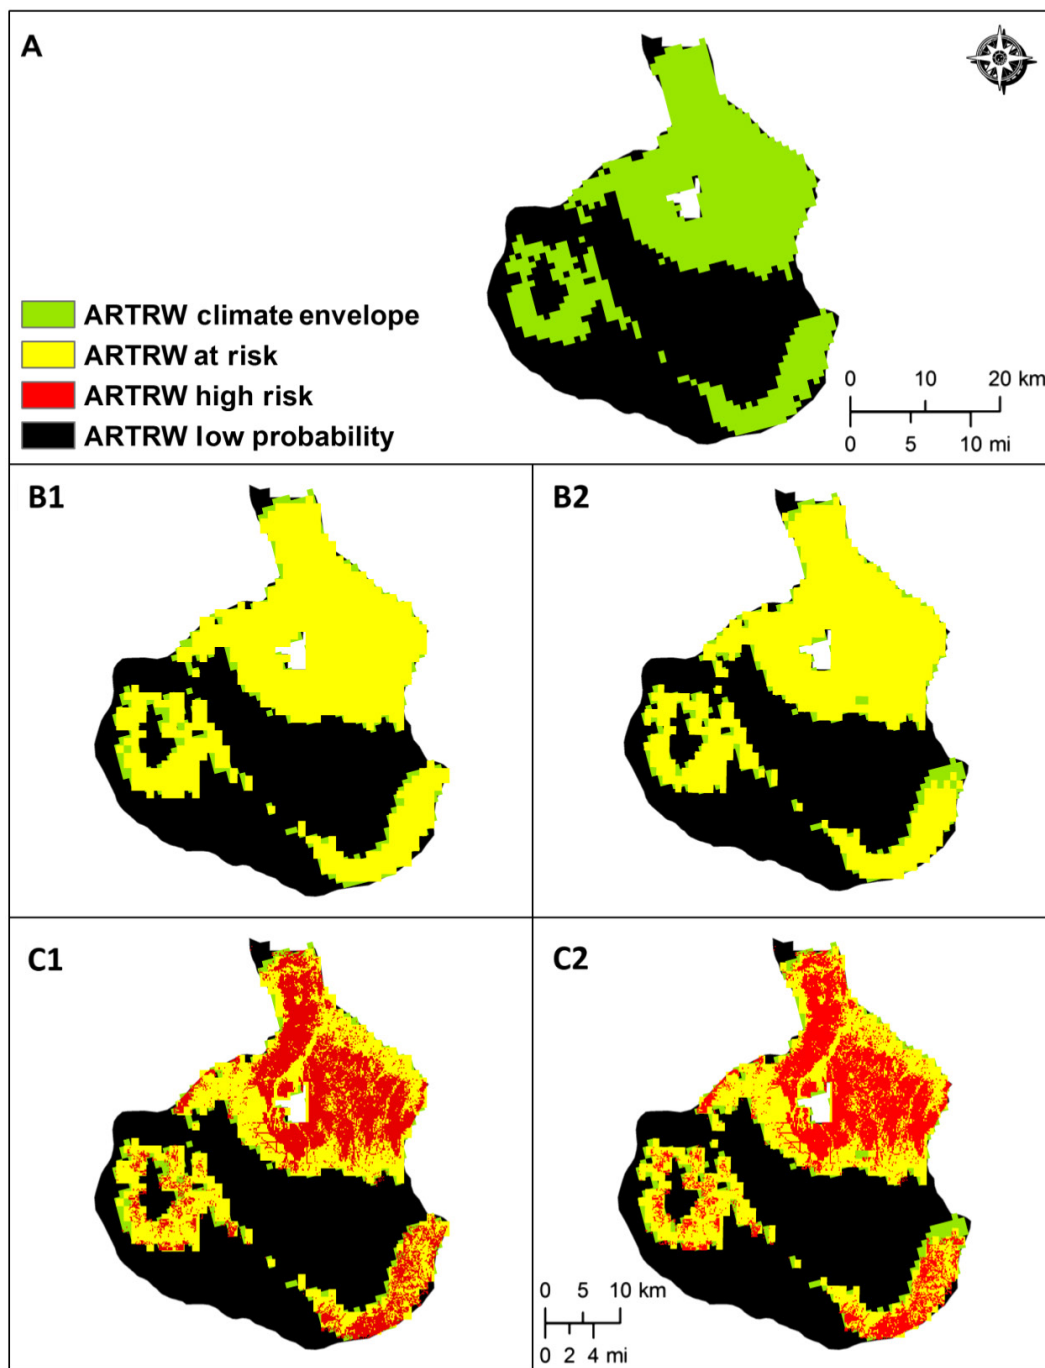 A
ARTRW climate envelope
ARTRW at risk
ARTRW high risk
ARTRW low probability
0 10 20 km
0 5 10 mi
B1
B2
C1
C2
0 5 10 km
0 2 4 mi